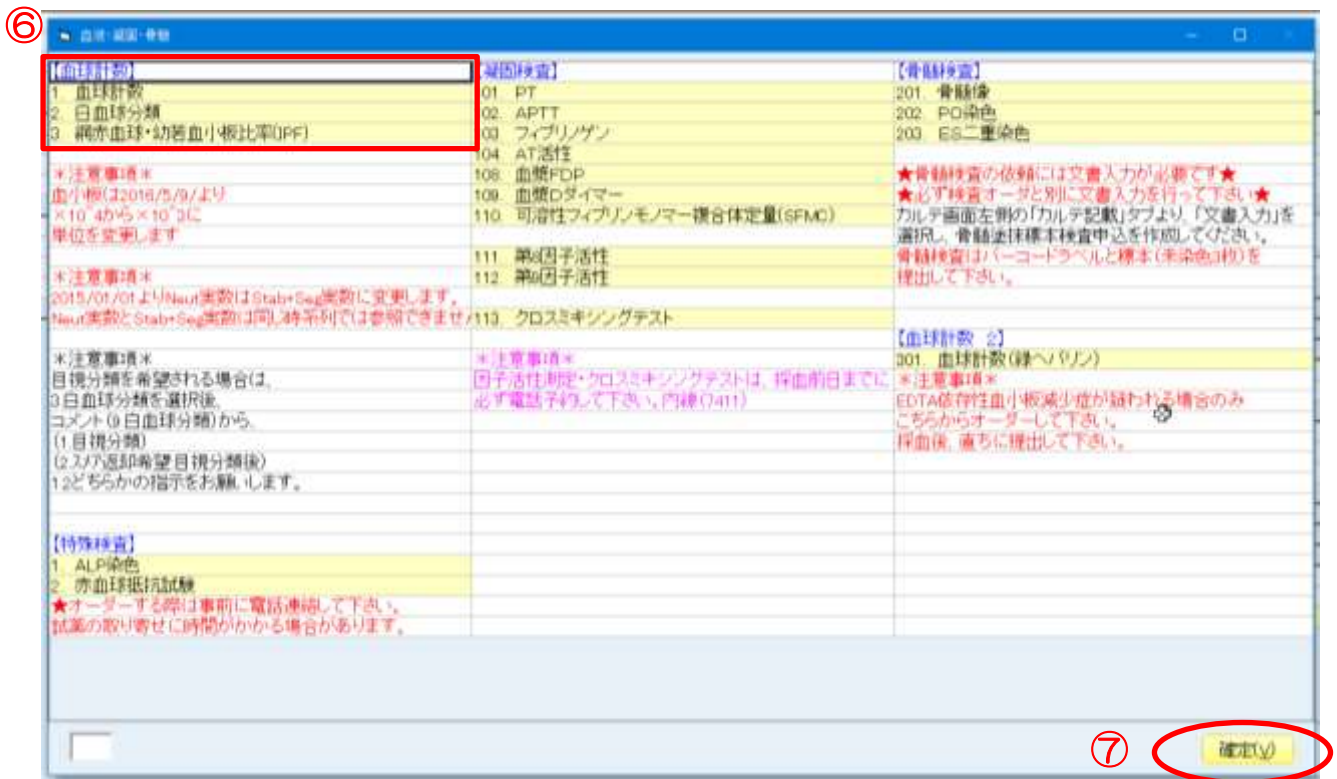 ⑥
血球・凝固・骨髄
【血球計数】
1 血球計数
2. 白血球分類
3 網赤血球・幼若血小板比率(IPF)
＊注意事項＊
血小板は2016/5/9/より
×10^4から×10^3に
単位を変更します
＊注意事項＊
2015/01/01よりNeut実数はStab+Seg実数に変更します。
Neut実数とStab+Seg実数は同じ時系列では参照できませ
＊注意事項＊
目視分類を希望される場合は、
3白血球分類を選択後、
コメント(9白血球分類)から、
(1.目視分類)
(2.スメア返却希望目視分類後)
1.2どちらかの指示をお願いします。
【特殊検査】
1 ALP染色
2. 赤血球抵抗試験
★オーダーする際は事前に電話連絡して下さい。
試薬の取り寄せに時間がかかる場合があります。
【凝固検査】
01. PT
02. APTT
03. フィブリノゲン
104 AT活性
108. 血漿FDP
109. 血漿Dダイマー
110. 可溶性フィブリンモノマー複合体定量(SFMC)
111. 第8因子活性
112. 第9因子活性
113. クロスミキシングテスト
＊注意事項＊
因子活性測定・クロスミキシングテストは、採血前日までに
必ず電話予約して下さい。内線(7411)
【骨髄検査】
201. 骨髄像
202. PO染色
203. ES二重染色
★骨髄検査の依頼には文書入力が必要です★
★必ず検査オーダと別に文書入力を行って下さい★
カルテ画面左側の「カルテ記載」タブより、「文書入力」を
選択し、骨髄塗抹標本検査申込を作成してください。
骨髄検査はバーコードラベルと標本(未染色3枚)を
提出して下さい。
【血球計数 2】
301. 血球計数(緑ヘパリン)
＊注意事項＊
EDTA依存性血小板減少症が疑われる場合のみ
こちらからオーダーして下さい。
採血後、直ちに提出して下さい。
⑦
確定(V)